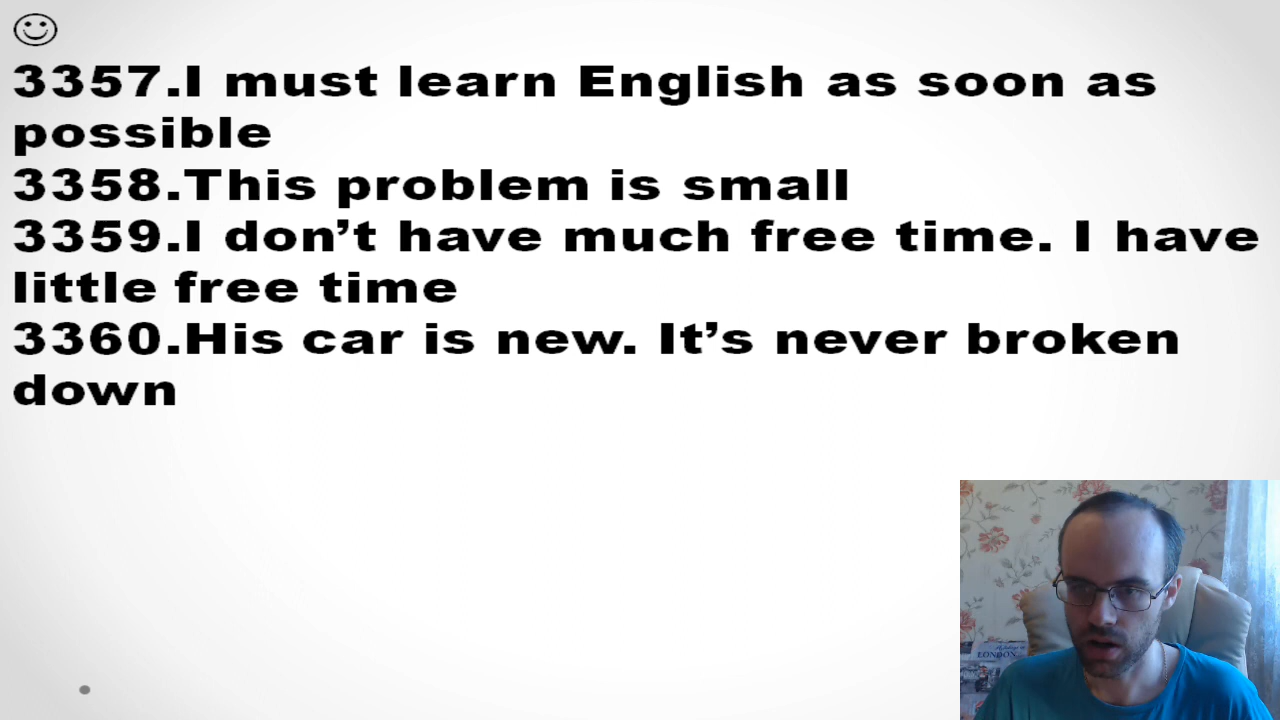 3357.I must learn English as soon as
possible
3358.This problem is small
3359.I don’t have much free time. I have
little free time
3360.His car is new. It’s never broken
down
LONDON